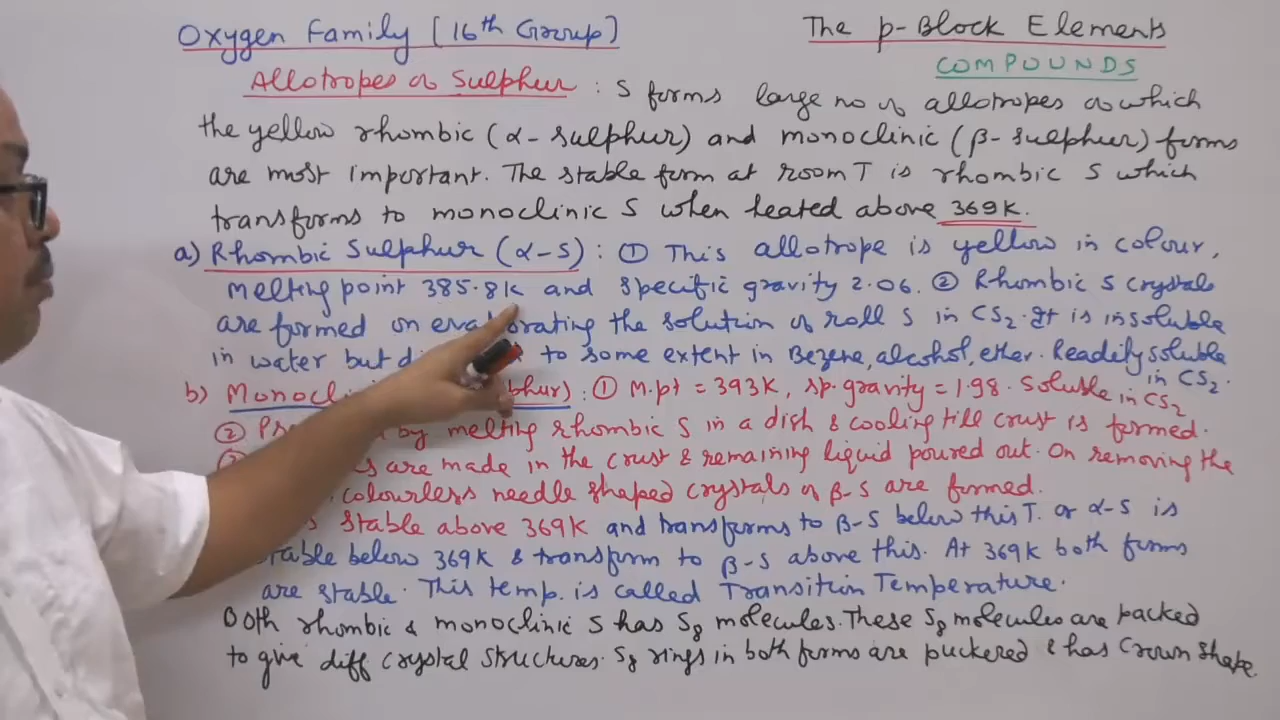 Oxygen Family [16th Group]
The p-Block Elements
COMPOUNDS
Allotropes of Sulphur : S forms large no of allotropes of which
the yellow rhombic (α-sulphur) and monoclinic (β-sulphur) forms
are most important. The stable form at room T is rhombic S which
transforms to monoclinic S when heated above 369K.
a) Rhombic Sulphur (α-S) : ① This allotrope is yellow in colour,
melting point 385.8K and specific gravity 2.06. ② Rhombic S crystals
are formed on evaporating the solution of roll S in CS₂. It is insoluble
in water but to some extent in Bezene, alcohol, ether. Readily soluble
in CS₂.
b) Monoclini phur) : ① M.pt = 393K, sp. gravity = 1.98. Soluble in CS₂
② by melting rhombic S in a dish & cooling till crust is formed.
are made in the crust & remaining liquid poured out. On removing the
colourless needle shaped crystals of β-S are formed.
stable above 369K and transforms to β-S below this T. or α-S is
stable below 369K & transform to β-S above this. At 369K both forms
are stable. This temp. is called Transition Temperature.
Both rhombic & monoclinic S has S₈ molecules. These S₈ molecules are packed
to give diff crystal structures. S₈ rings in both forms are puckered & has Crown Shape.